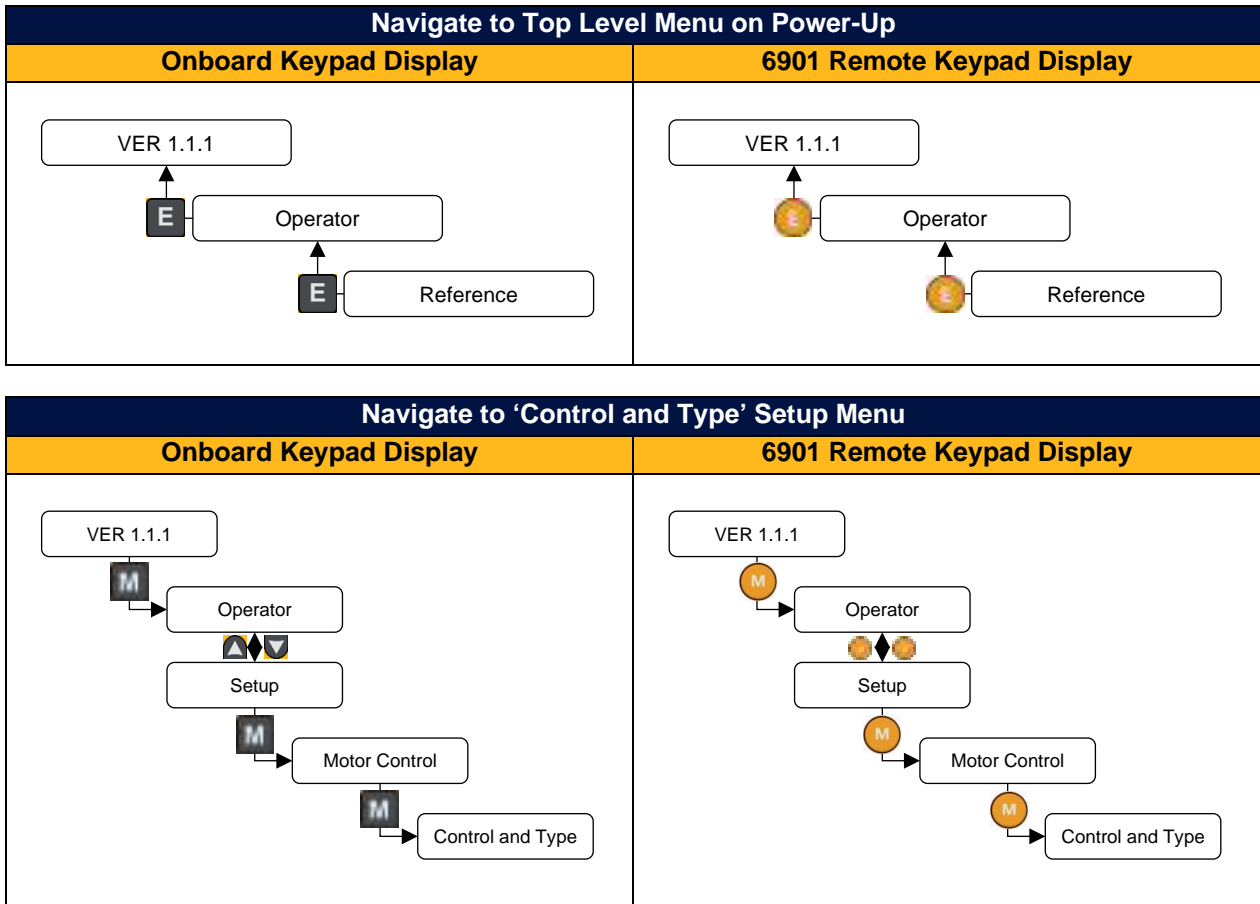 Navigate to Top Level Menu on Power-Up
Onboard Keypad Display
6901 Remote Keypad Display
VER 1.1.1
E
Operator
E
Reference
VER 1.1.1
E
Operator
E
Reference
Navigate to ‘Control and Type’ Setup Menu
Onboard Keypad Display
6901 Remote Keypad Display
VER 1.1.1
M
Operator
Setup
M
Motor Control
M
Control and Type
VER 1.1.1
M
Operator
Setup
M
Motor Control
M
Control and Type